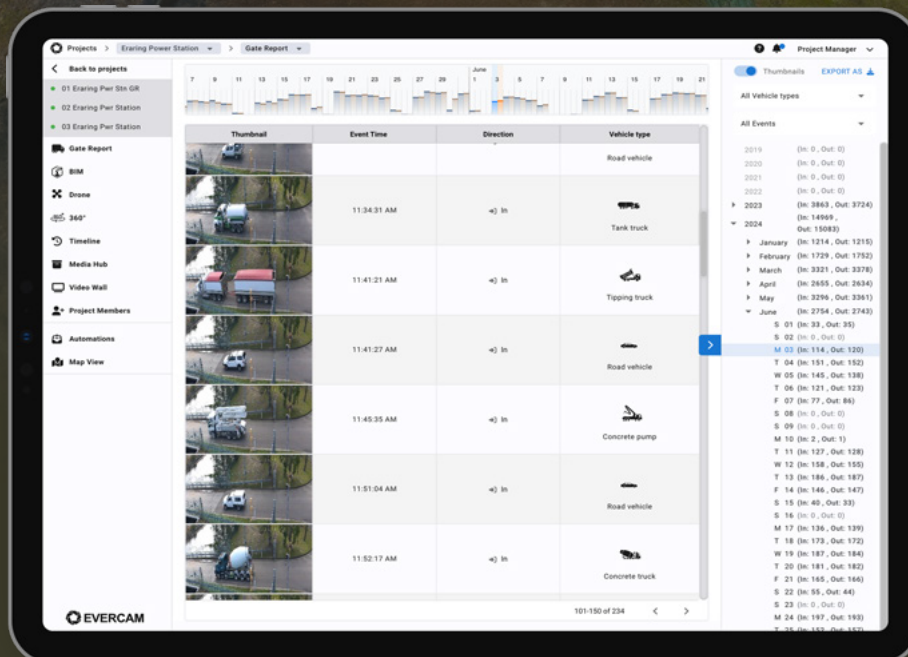 Projects > Eraring Power Station > Gate Report
Project Manager
Back to projects
01 Eraring Pwr Stn GR
02 Eraring Pwr Station
03 Eraring Pwr Station
Gate Report
BIM
Drone
360°
Timeline
Media Hub
Video Wall
Project Members
Automations
Map View
EVERCAM
June
7 9 11 13 15 17 19 21 23 25 27 29 1 3 5 7 9 11 13 15 17 19 21
Thumbnail Event Time Direction Vehicle type
Road vehicle
11:34:31 AM In Tank truck
11:41:21 AM In Tipping truck
11:41:27 AM In Road vehicle
11:45:35 AM In Concrete pump
11:51:04 AM In Road vehicle
11:52:17 AM In Concrete truck
101-150 of 234
Thumbnails EXPORT AS
All Vehicle types
All Events
2019 (In: 0, Out: 0)
2020 (In: 0, Out: 0)
2021 (In: 0, Out: 0)
2022 (In: 0, Out: 0)
2023 (In: 3863, Out: 3724)
2024 (In: 14969, 
Out: 15083)
January (In: 1214, Out: 1215)
February (In: 1729, Out: 1752)
March (In: 3321, Out: 3378)
April (In: 2655, Out: 2634)
May (In: 3296, Out: 3361)
June (In: 2754, Out: 2743)
S 01 (In: 33, Out: 35)
S 02 (In: 0, Out: 0)
M 03 (In: 114, Out: 120)
T 04 (In: 151, Out: 152)
W 05 (In: 145, Out: 138)
T 06 (In: 121, Out: 123)
F 07 (In: 77, Out: 86)
S 08 (In: 0, Out: 0)
S 09 (In: 0, Out: 0)
M 10 (In: 2, Out: 1)
T 11 (In: 127, Out: 128)
W 12 (In: 158, Out: 155)
T 13 (In: 186, Out: 187)
F 14 (In: 146, Out: 147)
S 15 (In: 40, Out: 33)
S 16 (In: 0, Out: 0)
M 17 (In: 136, Out: 139)
T 18 (In: 173, Out: 172)
W 19 (In: 187, Out: 184)
T 20 (In: 181, Out: 182)
F 21 (In: 165, Out: 166)
S 22 (In: 55, Out: 44)
S 23 (In: 0, Out: 0)
M 24 (In: 197, Out: 193)